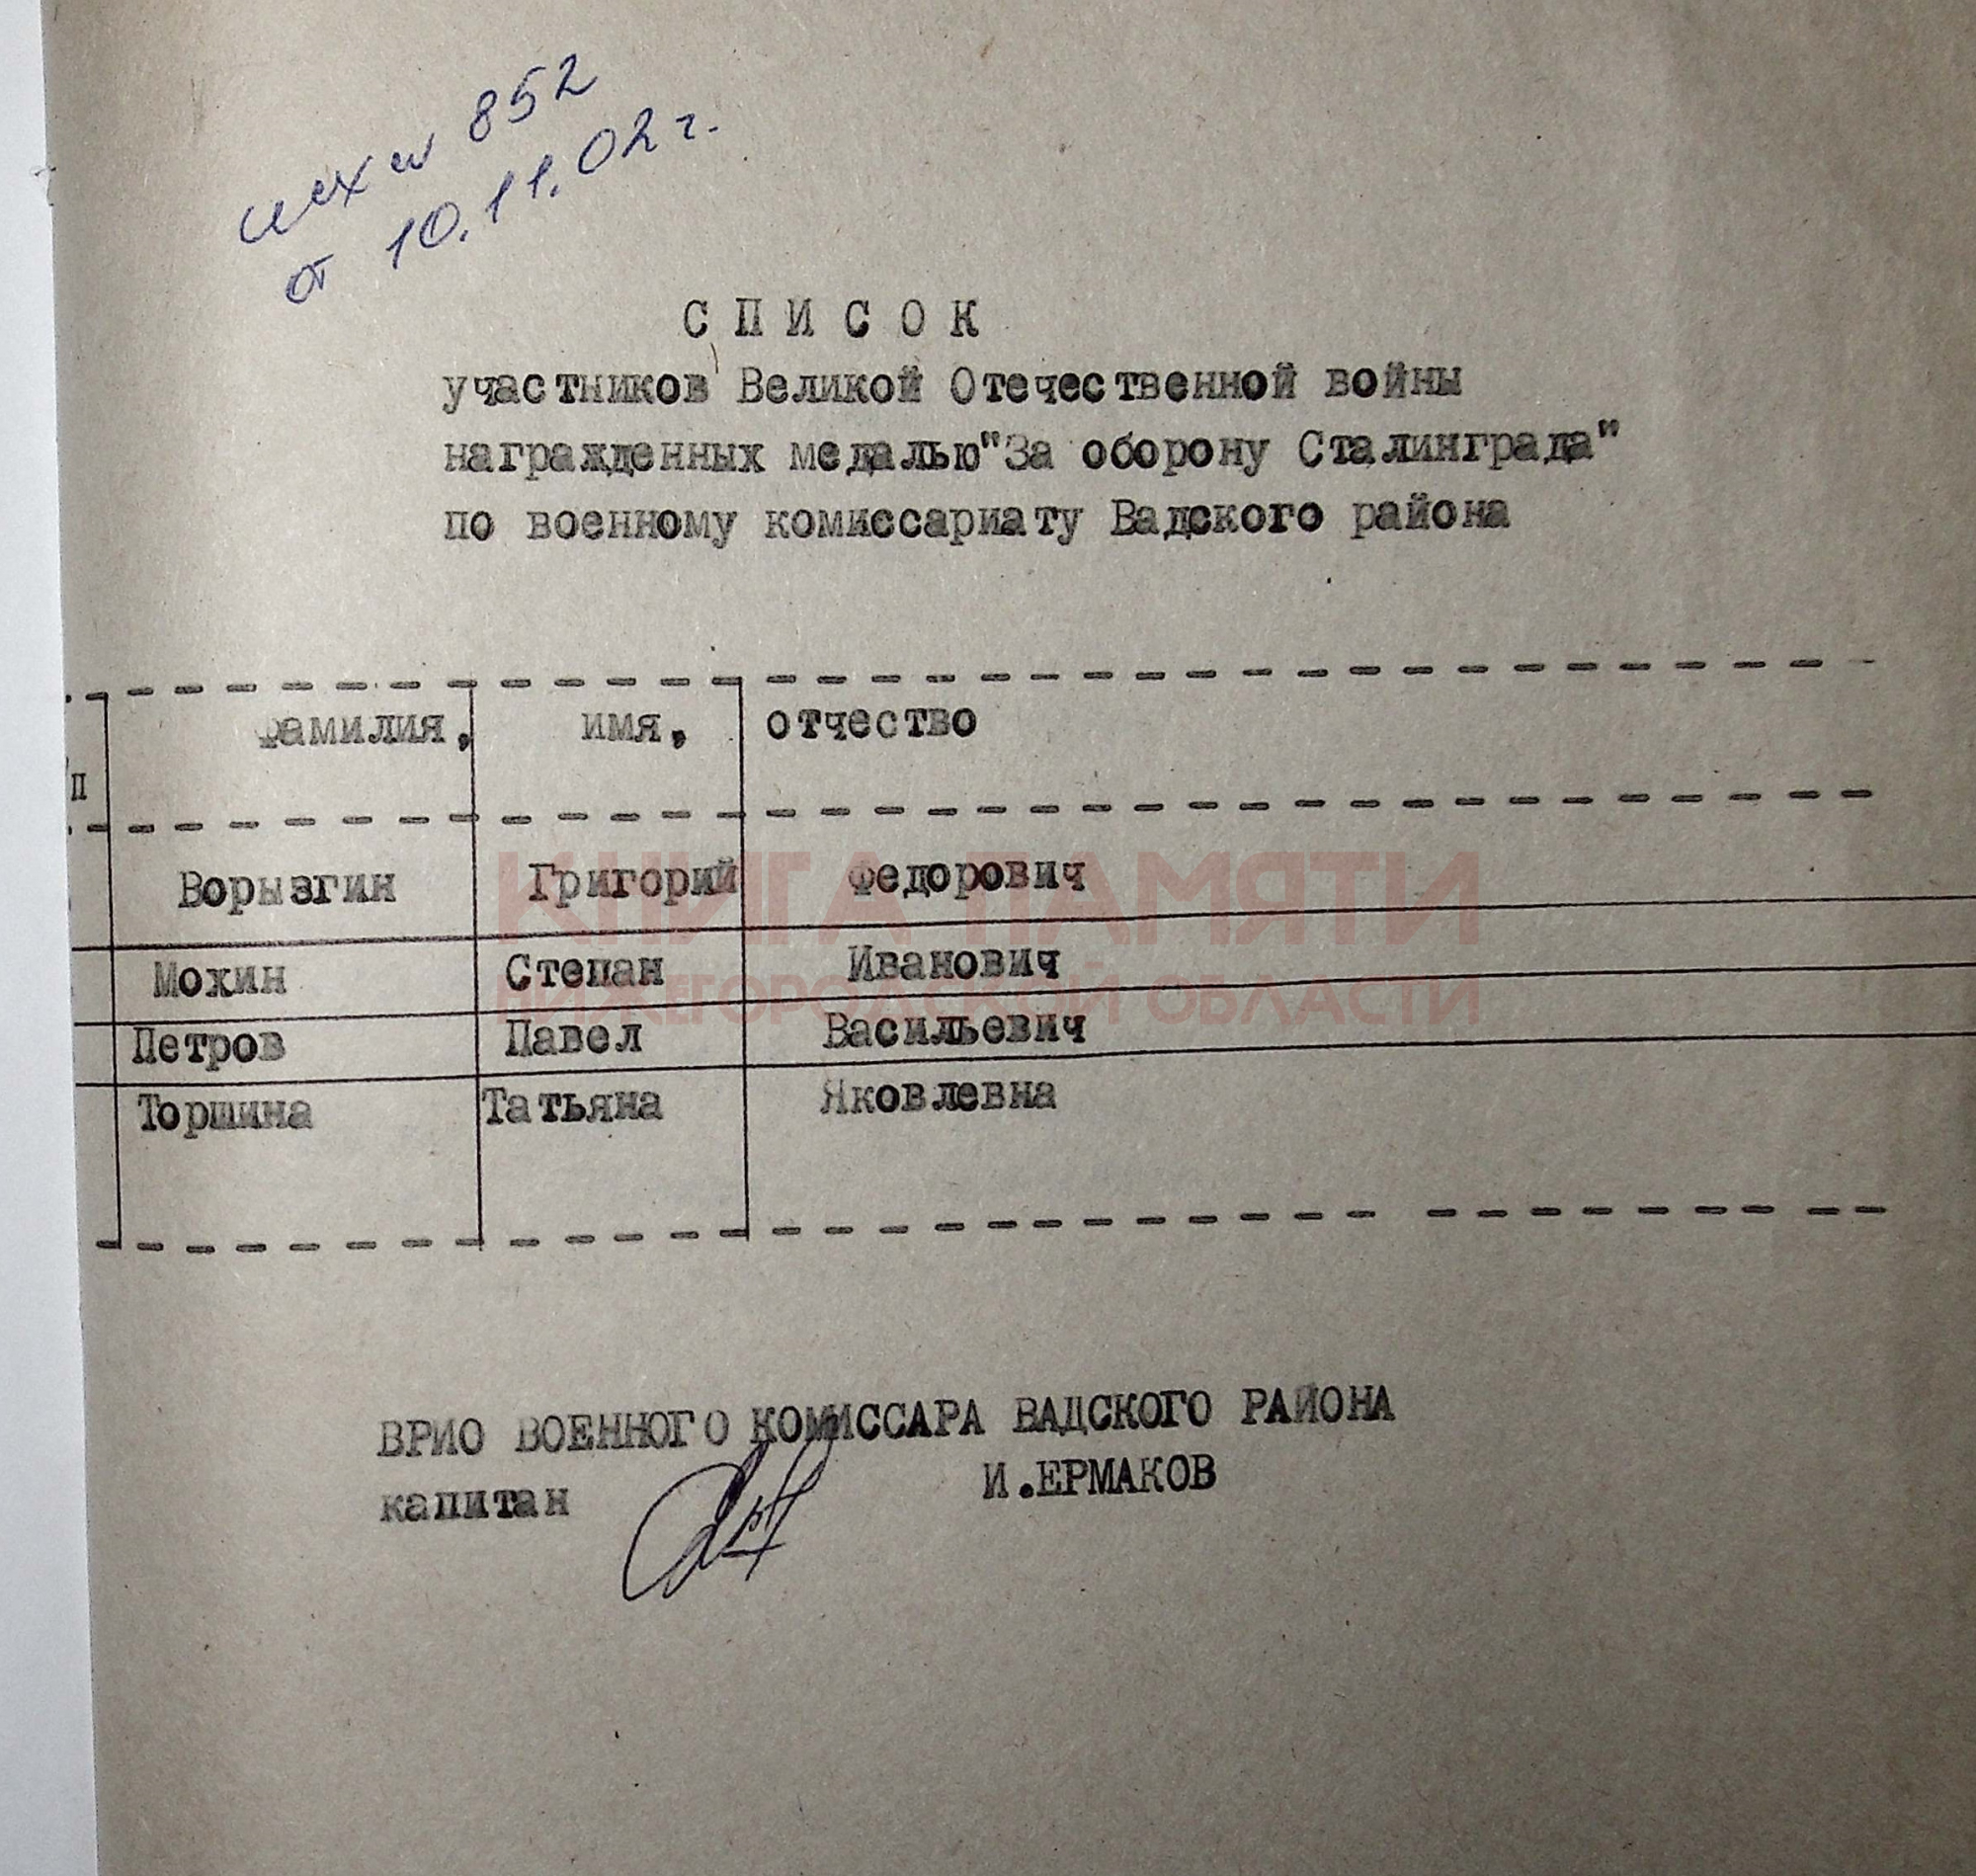 исх № 852
от 10.11.02 г.
С П И С О К
участников Великой Отечественной войны
награжденных медалью"За оборону Сталинграда"
по военному комиссариату Вадского района
фамилия, имя, отчество
п
Ворызгин Григорий Федорович
КНИГА ПАМЯТИ
Мохин Степан Иванович
НИЖЕГОРОДСКОЙ ОБЛАСТИ
Петров Павел Васильевич
Торшина Татьяна Яковлевна
ВРИО ВОЕННОГО КОМИССАРА ВАДСКОГО РАЙОНА
капитан И.ЕРМАКОВ